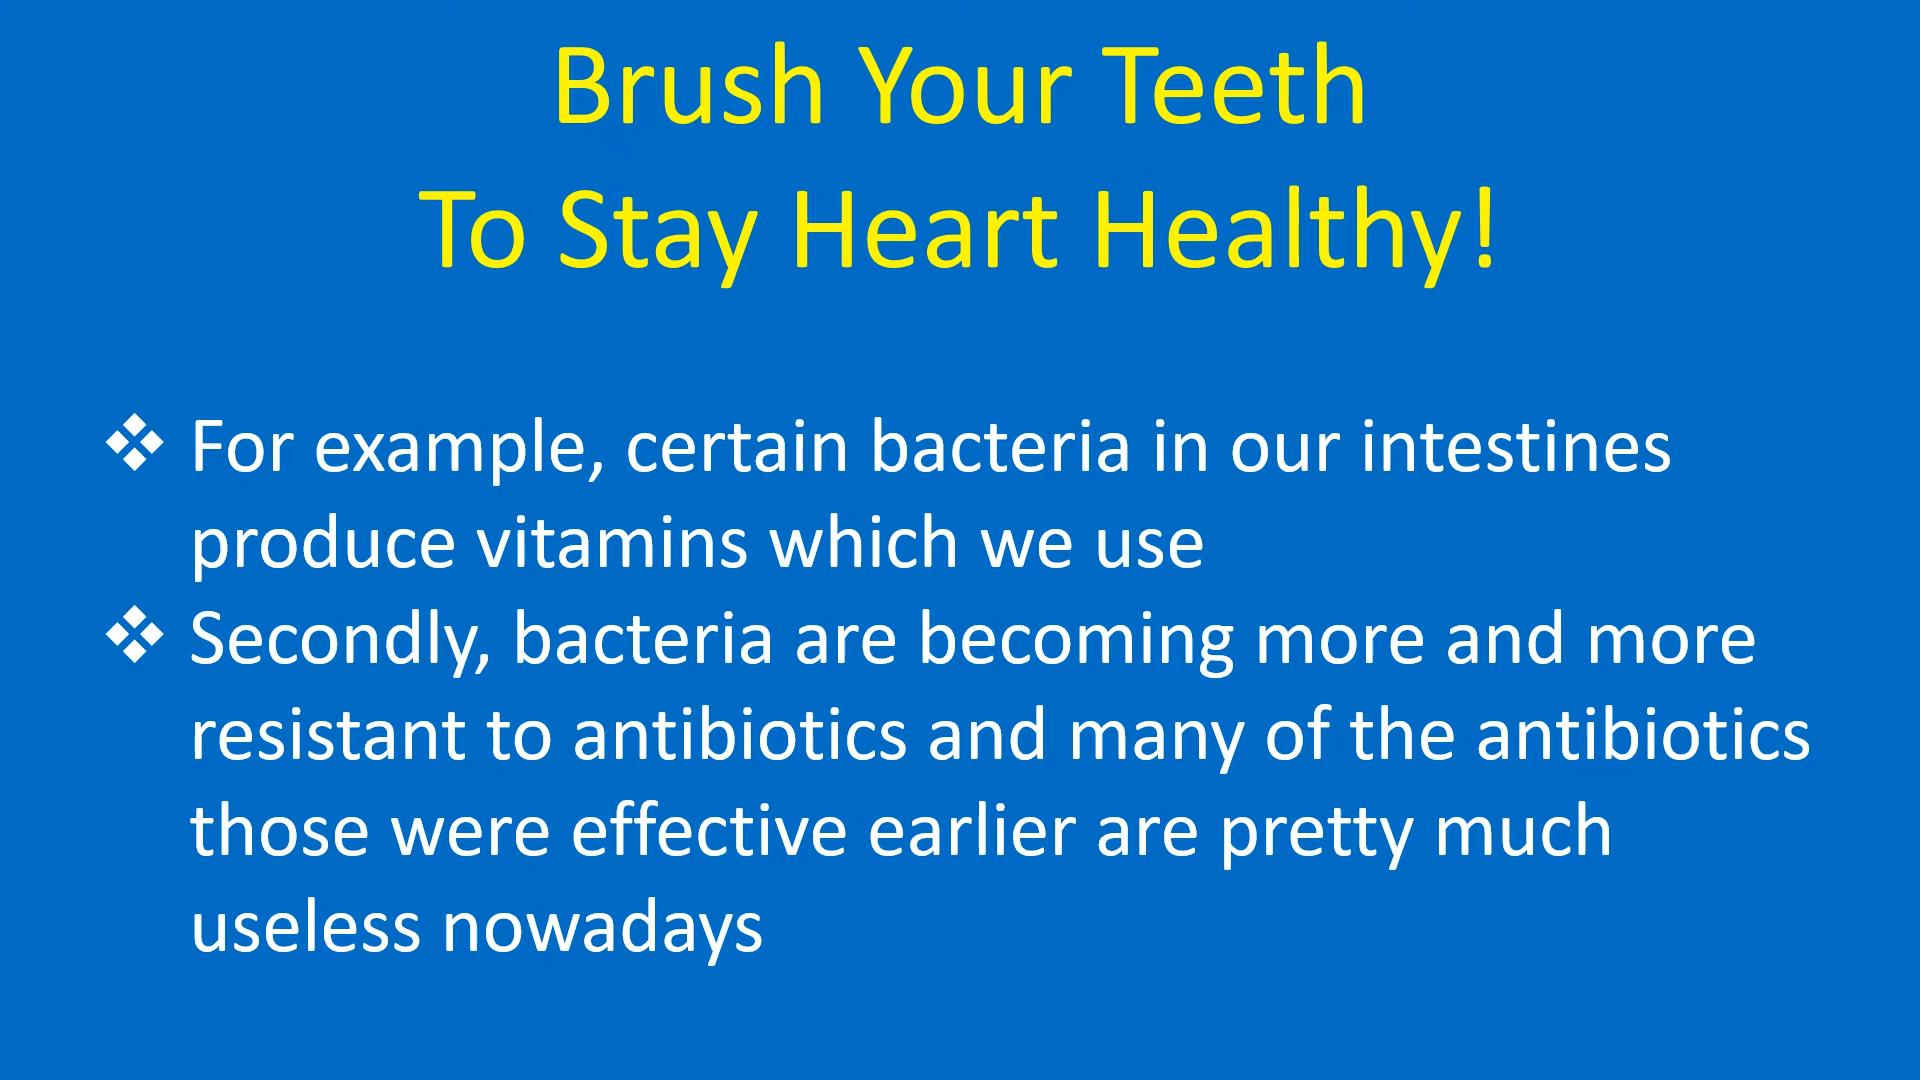 Brush Your Teeth
To Stay Heart Healthy!
❖ For example, certain bacteria in our intestines
produce vitamins which we use
❖ Secondly, bacteria are becoming more and more
resistant to antibiotics and many of the antibiotics
those were effective earlier are pretty much
useless nowadays